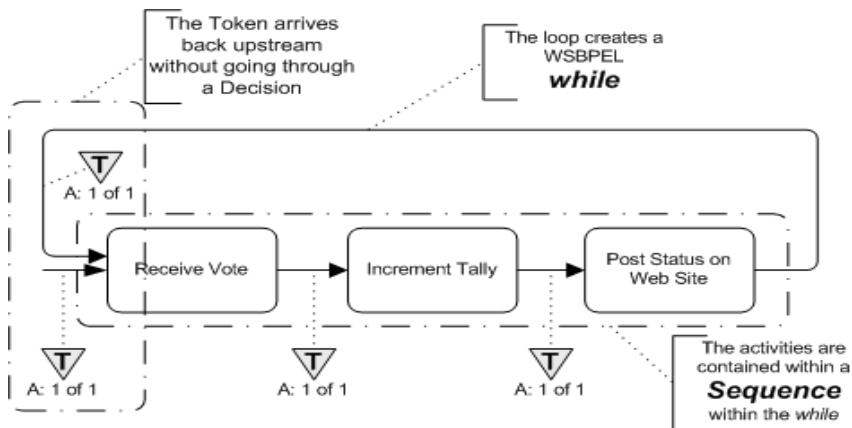 The Token arrives
back upstream
without going through
a Decision
The loop creates a
WSBPEL
while
T
A: 1 of 1
Receive Vote
Increment Tally
Post Status on
Web Site
T
A: 1 of 1
T
A: 1 of 1
T
A: 1 of 1
The activities are
contained within a
Sequence
within the while